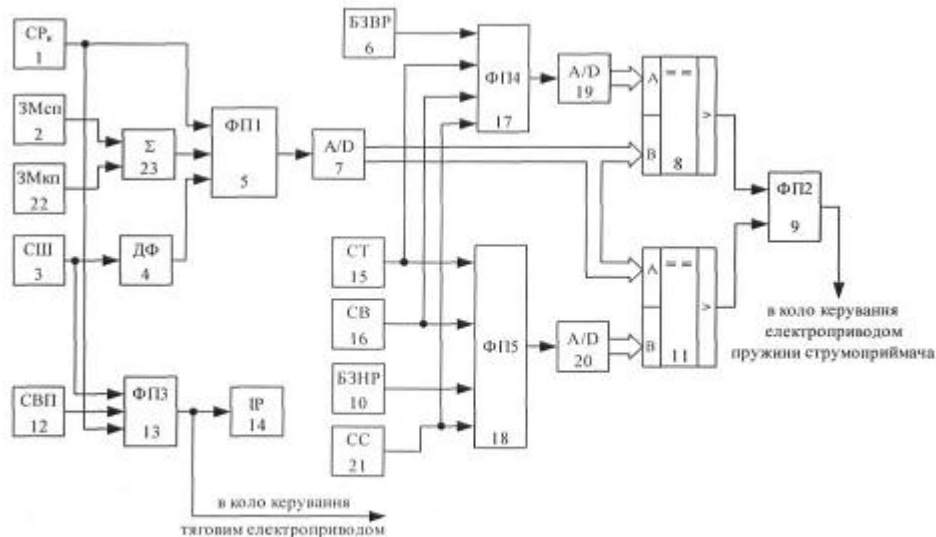 СРк
1
ЗМсп
2
ЗМкп
22
СШ
3
СВП
12
Σ
23
ДФ
4
ФП1
5
A/D
7
ФП3
13
ІР
14
в коло керування
тяговим електроприводом
БЗВР
6
СТ
15
СВ
16
БЗНР
10
СС
21
ФП4
17
ФП5
18
A/D
19
A/D
20
A
B
==
>
8
A
B
==
>
11
ФП2
9
в коло керування
електроприводом
пружини струмоприймача